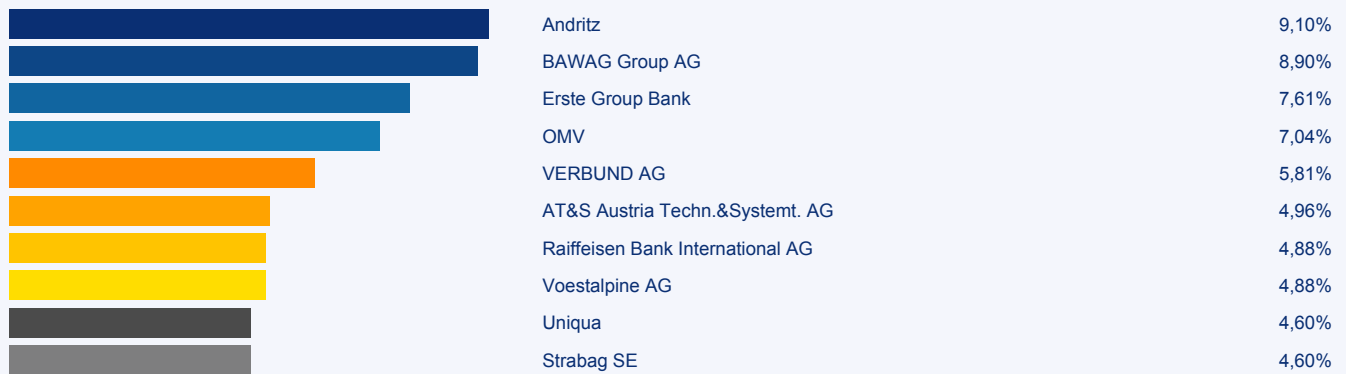 Andritz 9,10%
BAWAG Group AG 8,90%
Erste Group Bank 7,61%
OMV 7,04%
VERBUND AG 5,81%
AT&S Austria Techn.&Systemt. AG 4,96%
Raiffeisen Bank International AG 4,88%
Voestalpine AG 4,88%
Uniqua 4,60%
Strabag SE 4,60%